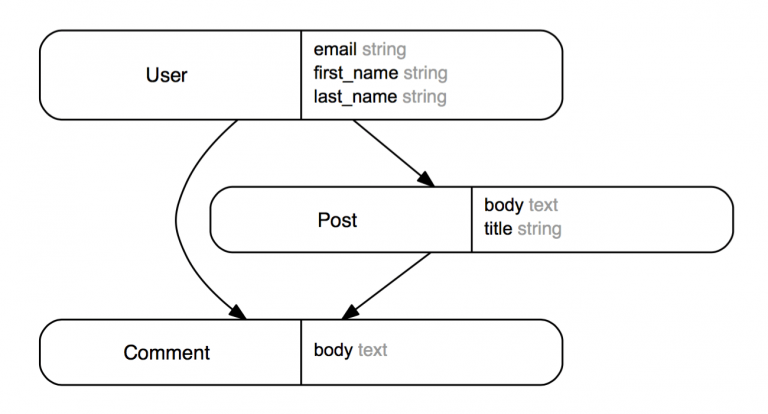 User
email string
first_name string
last_name string
Post
body text
title string
Comment
body text